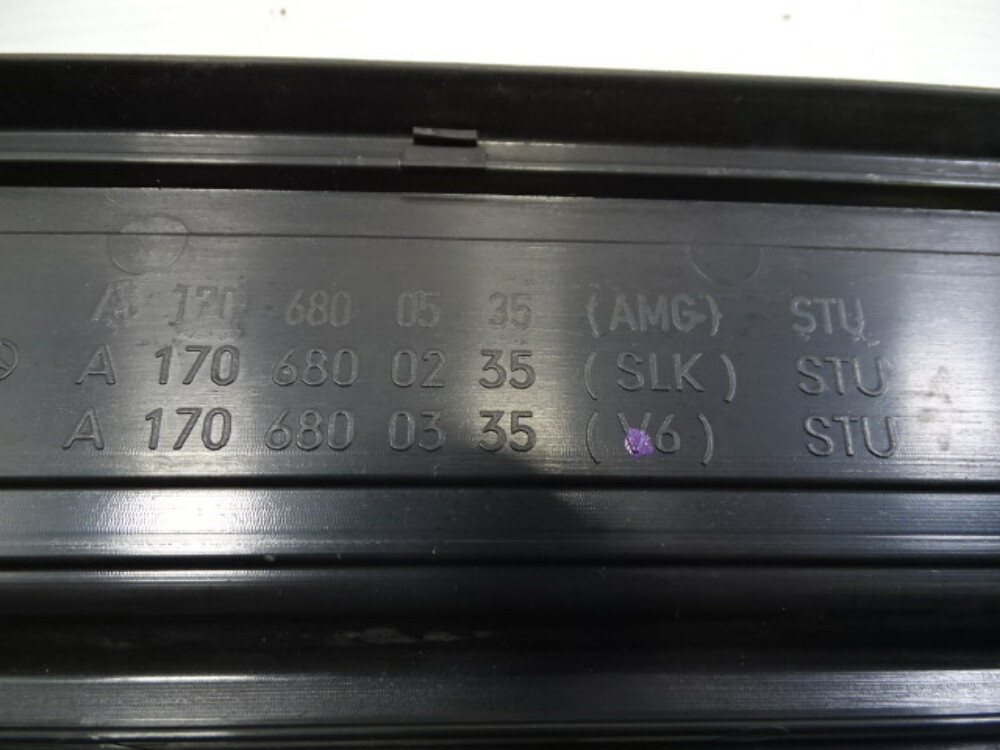 A 170 680 05 35 (AMG) STU
A 170 680 02 35 (SLK) STU
A 170 680 03 35 (V6) STU